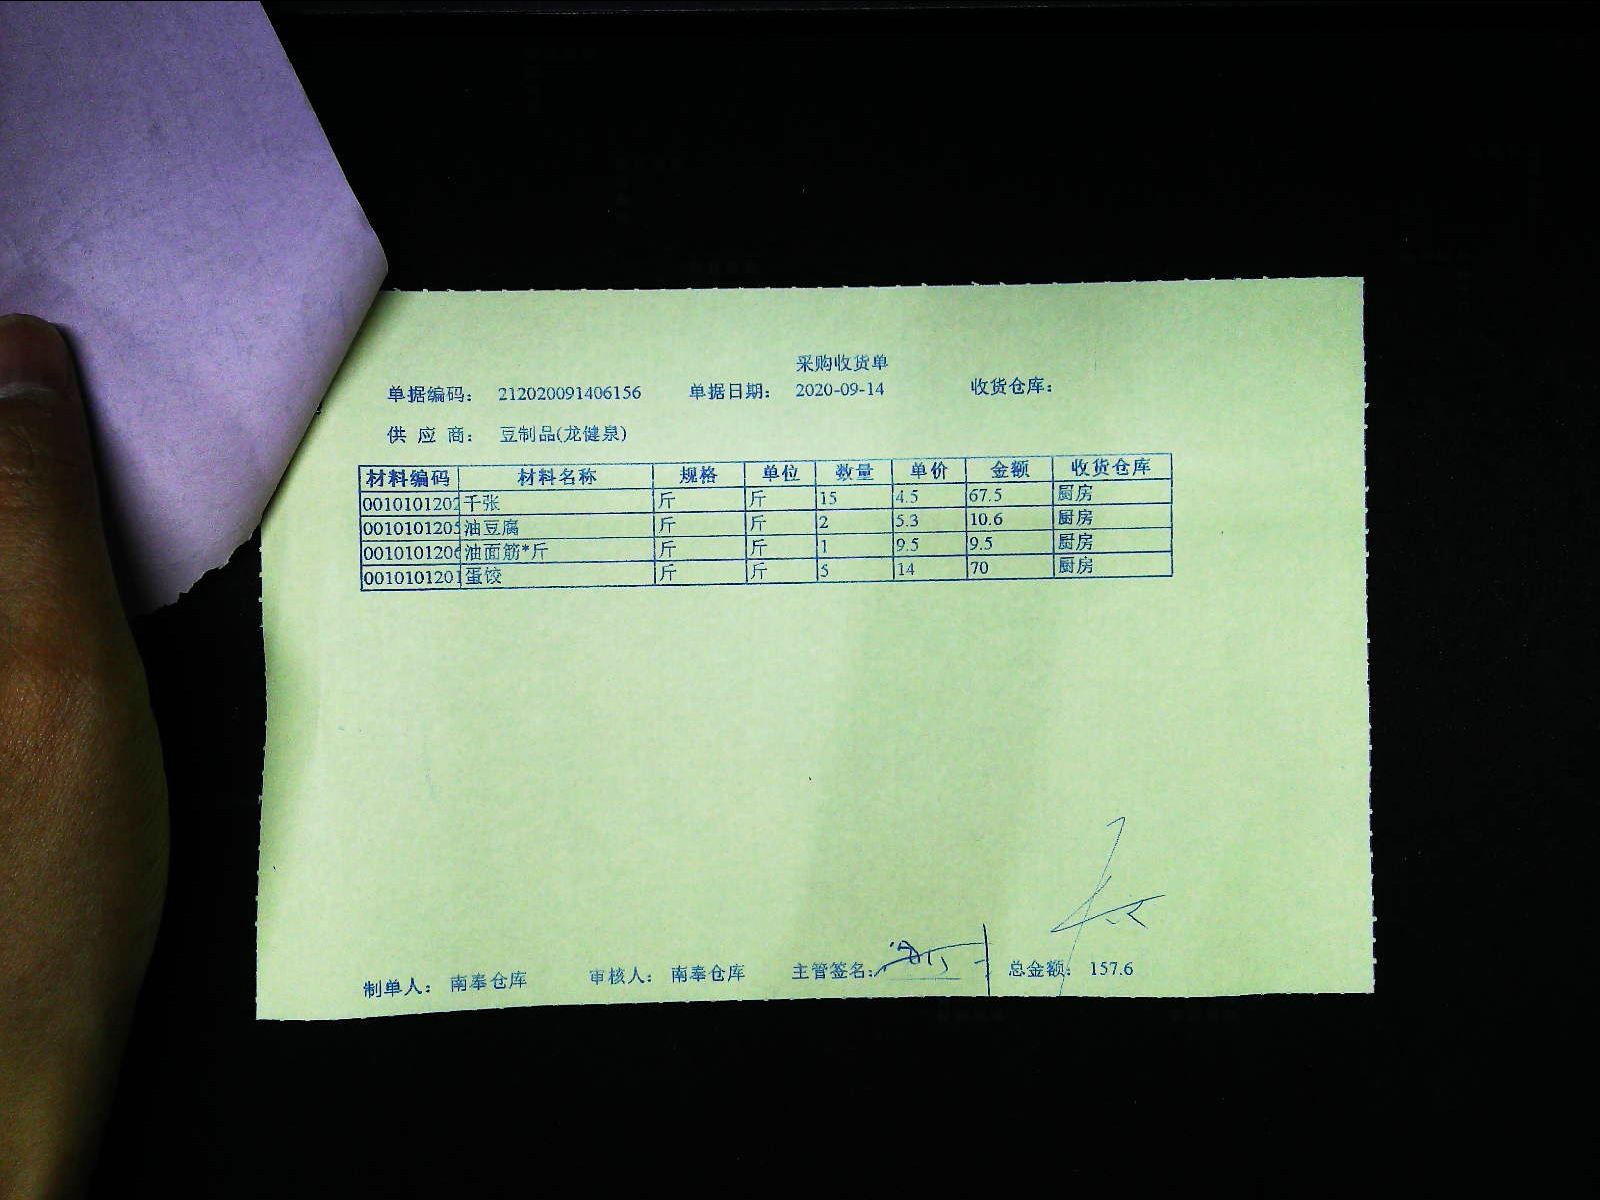 采购收货单
单据编码： 212020091406156 单据日期： 2020-09-14 收货仓库：
供 应 商： 豆制品(龙健泉)
材料编码 材料名称 规格 单位 数量 单价 金额 收货仓库
0010101202 千张 斤 斤 15 4.5 67.5 厨房
0010101205 油豆腐 斤 斤 2 5.3 10.6 厨房
0010101206 油面筋*斤 斤 斤 1 9.5 9.5 厨房
0010101201 蛋饺 斤 斤 5 14 70 厨房
制单人： 南奉仓库 审核人： 南奉仓库 主管签名： 总金额： 157.6